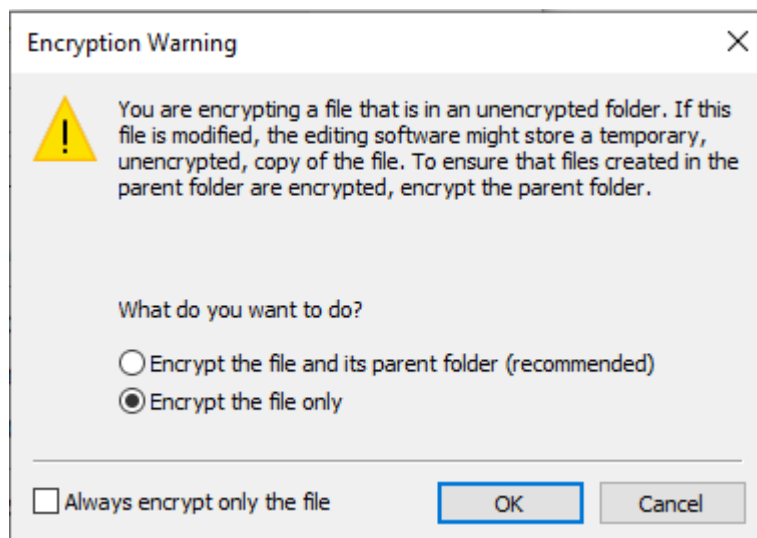 Encryption Warning
You are encrypting a file that is in an unencrypted folder. If this
file is modified, the editing software might store a temporary,
unencrypted, copy of the file. To ensure that files created in the
parent folder are encrypted, encrypt the parent folder.
What do you want to do?
Encrypt the file and its parent folder (recommended)
Encrypt the file only
Always encrypt only the file
OK
Cancel